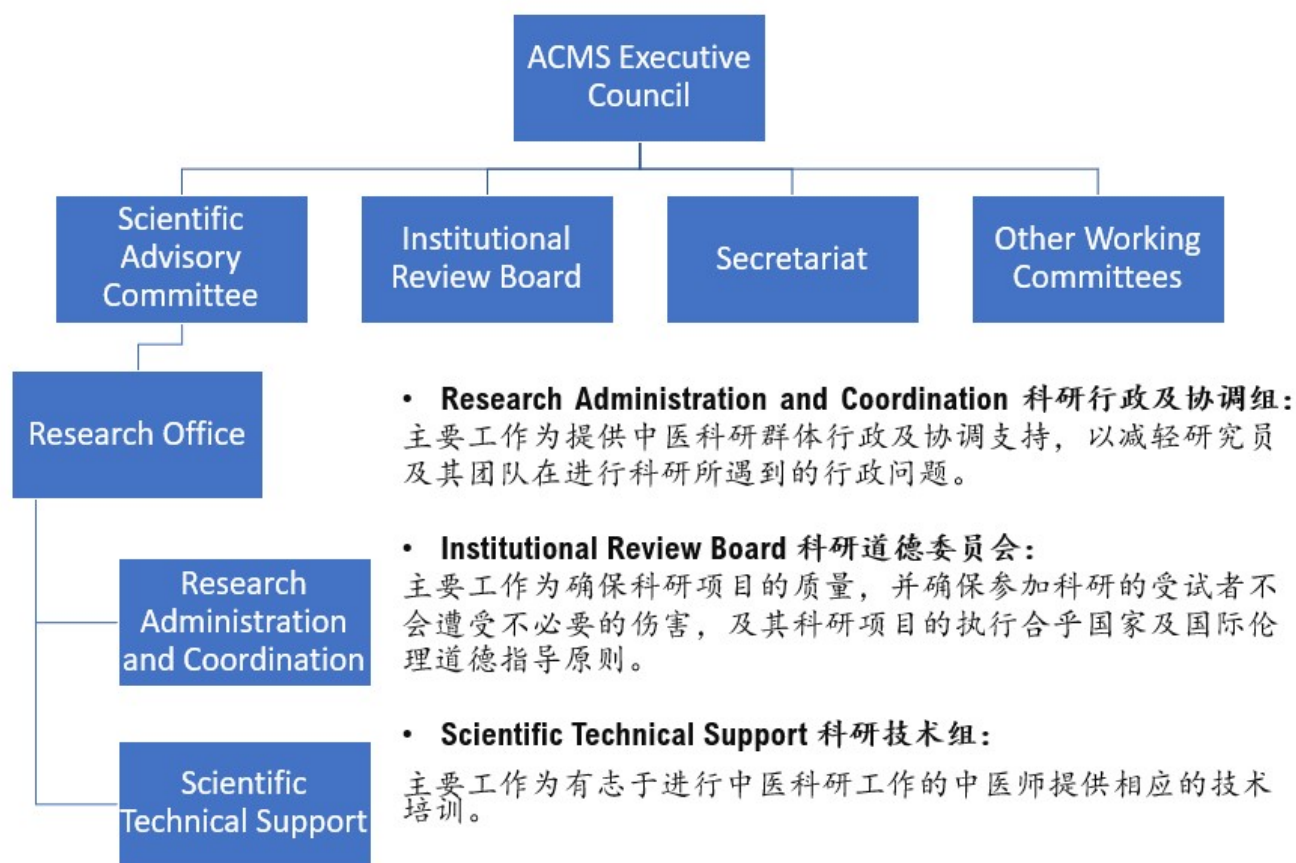 ACMS Executive
Council
Scientific
Advisory
Committee
Institutional
Review Board
Secretariat
Other Working
Committees
Research Office
Research
Administration
and Coordination
Scientific
Technical Support
• Research Administration and Coordination 科研行政及协调组：
主要工作为提供中医科研群体行政及协调支持，以减轻研究员
及其团队在进行科研所遇到的行政问题。
• Institutional Review Board 科研道德委员会：
主要工作为确保科研项目的质量，并确保参加科研的受试者不
会遭受不必要的伤害，及其科研项目的执行合乎国家及国际伦
理道德指导原则。
• Scientific Technical Support 科研技术组：
主要工作为有志于进行中医科研工作的中医师提供相应的技术
培训。